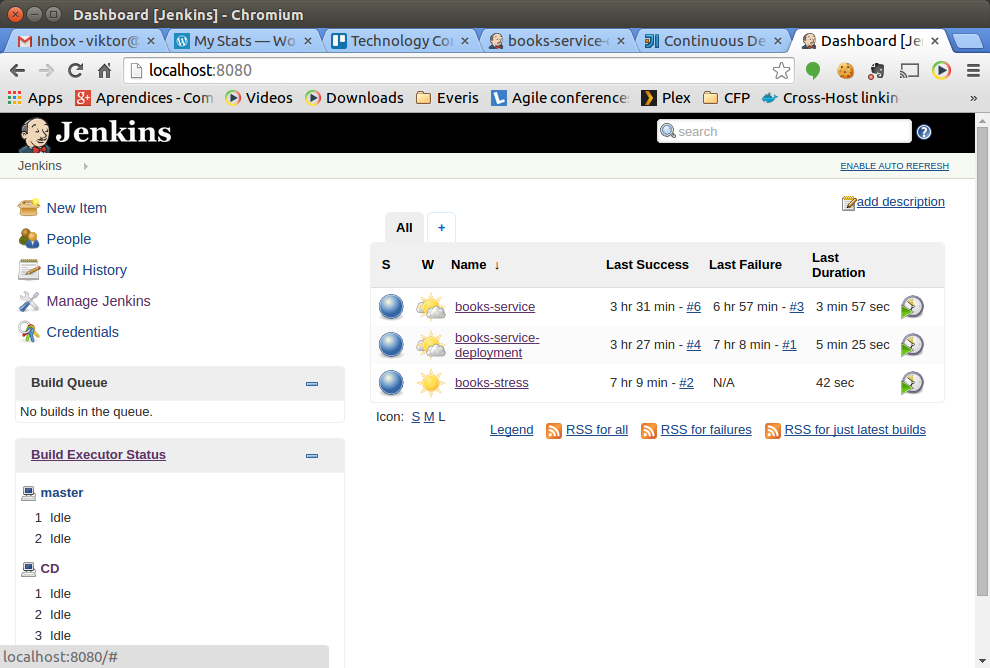 Dashboard [Jenkins] - Chromium
Inbox - viktor@ × My Stats — Wo × Technology Co × books-service- × Continuous De × Dashboard [Je ×
localhost:8080
Apps Aprendices - Com Videos Downloads Everis Agile conference Plex CFP Cross-Host linkin »
Jenkins
search
Jenkins
ENABLE AUTO REFRESH
New Item
People
Build History
Manage Jenkins
Credentials
Build Queue
No builds in the queue.
Build Executor Status
master
1 Idle
2 Idle
CD
1 Idle
2 Idle
3 Idle
add description
All +
S W Name ↓ Last Success Last Failure Last Duration
books-service 3 hr 31 min - #6 6 hr 57 min - #3 3 min 57 sec
books-service-deployment 3 hr 27 min - #4 7 hr 8 min - #1 5 min 25 sec
books-stress 7 hr 9 min - #2 N/A 42 sec
Icon: S M L
Legend RSS for all RSS for failures RSS for just latest builds
localhost:8080/#